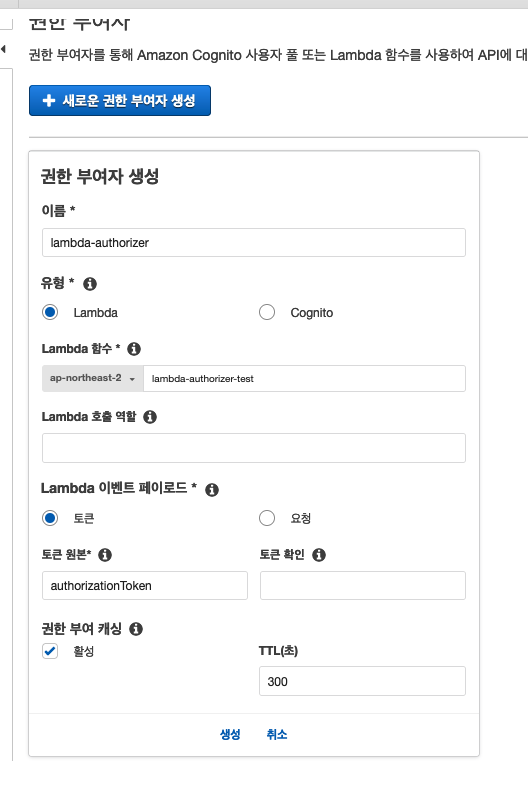 권한 부여자
권한 부여자를 통해 Amazon Cognito 사용자 풀 또는 Lambda 함수를 사용하여 API에 대
새로운 권한 부여자 생성
권한 부여자 생성
이름 *
lambda-authorizer
유형 *
Lambda Cognito
Lambda 함수 *
ap-northeast-2 lambda-authorizer-test
Lambda 호출 역할
Lambda 이벤트 페이로드 *
토큰 요청
토큰 원본* 토큰 확인
authorizationToken
권한 부여 캐싱
활성 TTL(초)
300
생성 취소